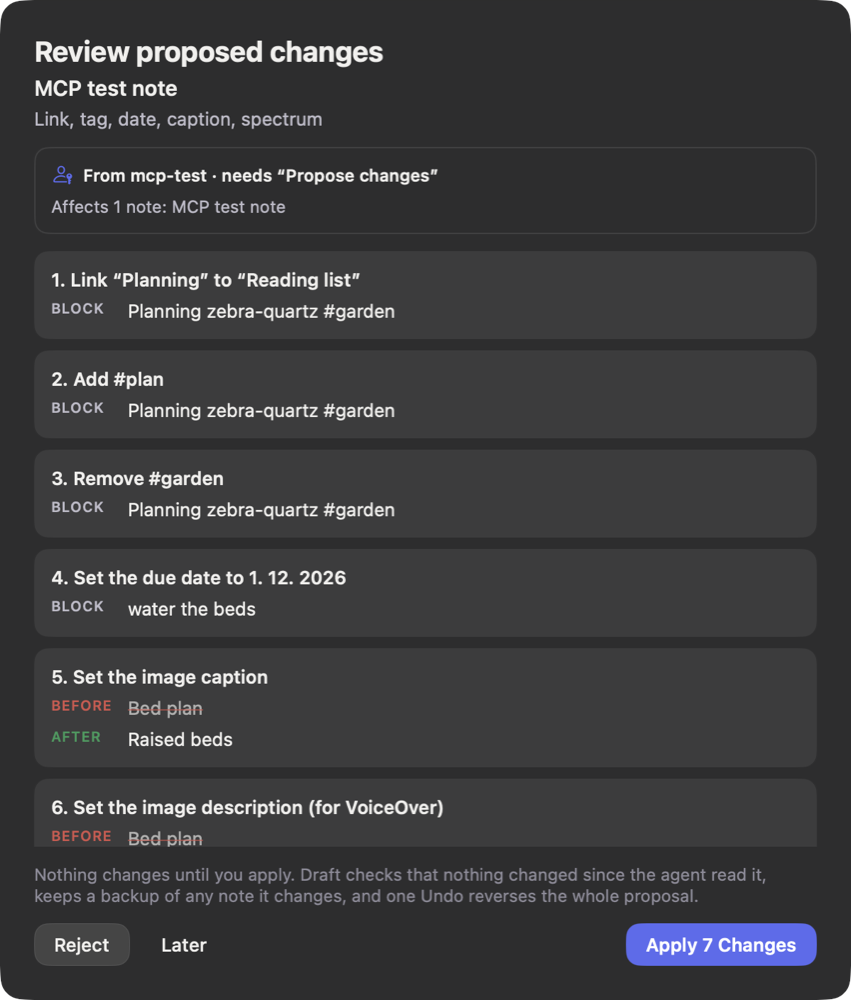 Review proposed changes
MCP test note
Link, tag, date, caption, spectrum
From mcp-test · needs “Propose changes”
Affects 1 note: MCP test note
1. Link “Planning” to “Reading list”
BLOCK Planning zebra-quartz #garden
2. Add #plan
BLOCK Planning zebra-quartz #garden
3. Remove #garden
BLOCK Planning zebra-quartz #garden
4. Set the due date to 1. 12. 2026
BLOCK water the beds
5. Set the image caption
BEFORE Bed plan
AFTER Raised beds
6. Set the image description (for VoiceOver)
BEFORE Bed plan
Nothing changes until you apply. Draft checks that nothing changed since the agent read it,
keeps a backup of any note it changes, and one Undo reverses the whole proposal.
Reject Later Apply 7 Changes